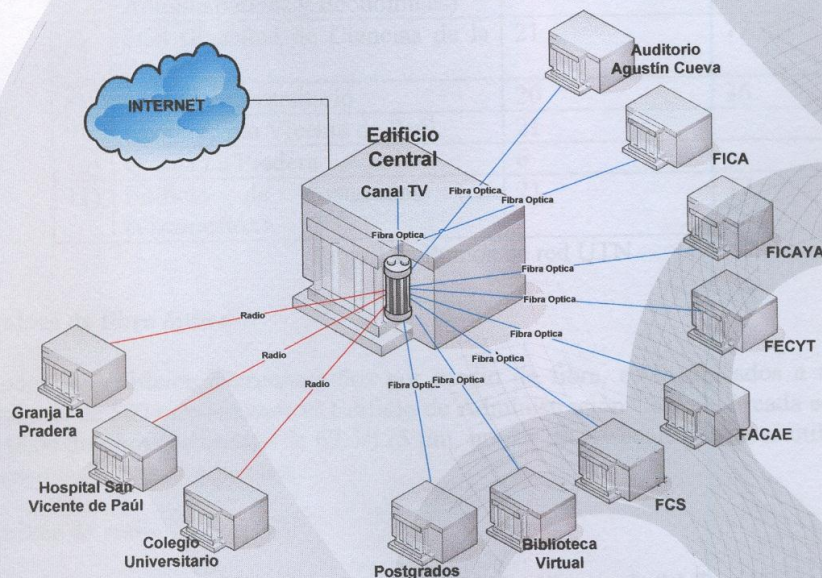 INTERNET
Edificio
Central
Canal TV
Auditorio
Agustín Cueva
FICA
FICAYA
FECYT
FACAE
FCS
Biblioteca
Virtual
Postgrados
Colegio
Universitario
Hospital San
Vicente de Paúl
Granja La
Pradera
Fibra Optica
Fibra Optica
Fibra Optica
Fibra Optica
Fibra Optica
Fibra Optica
Fibra Optica
Fibra Optica
Fibra Optica
Radio
Radio
Radio